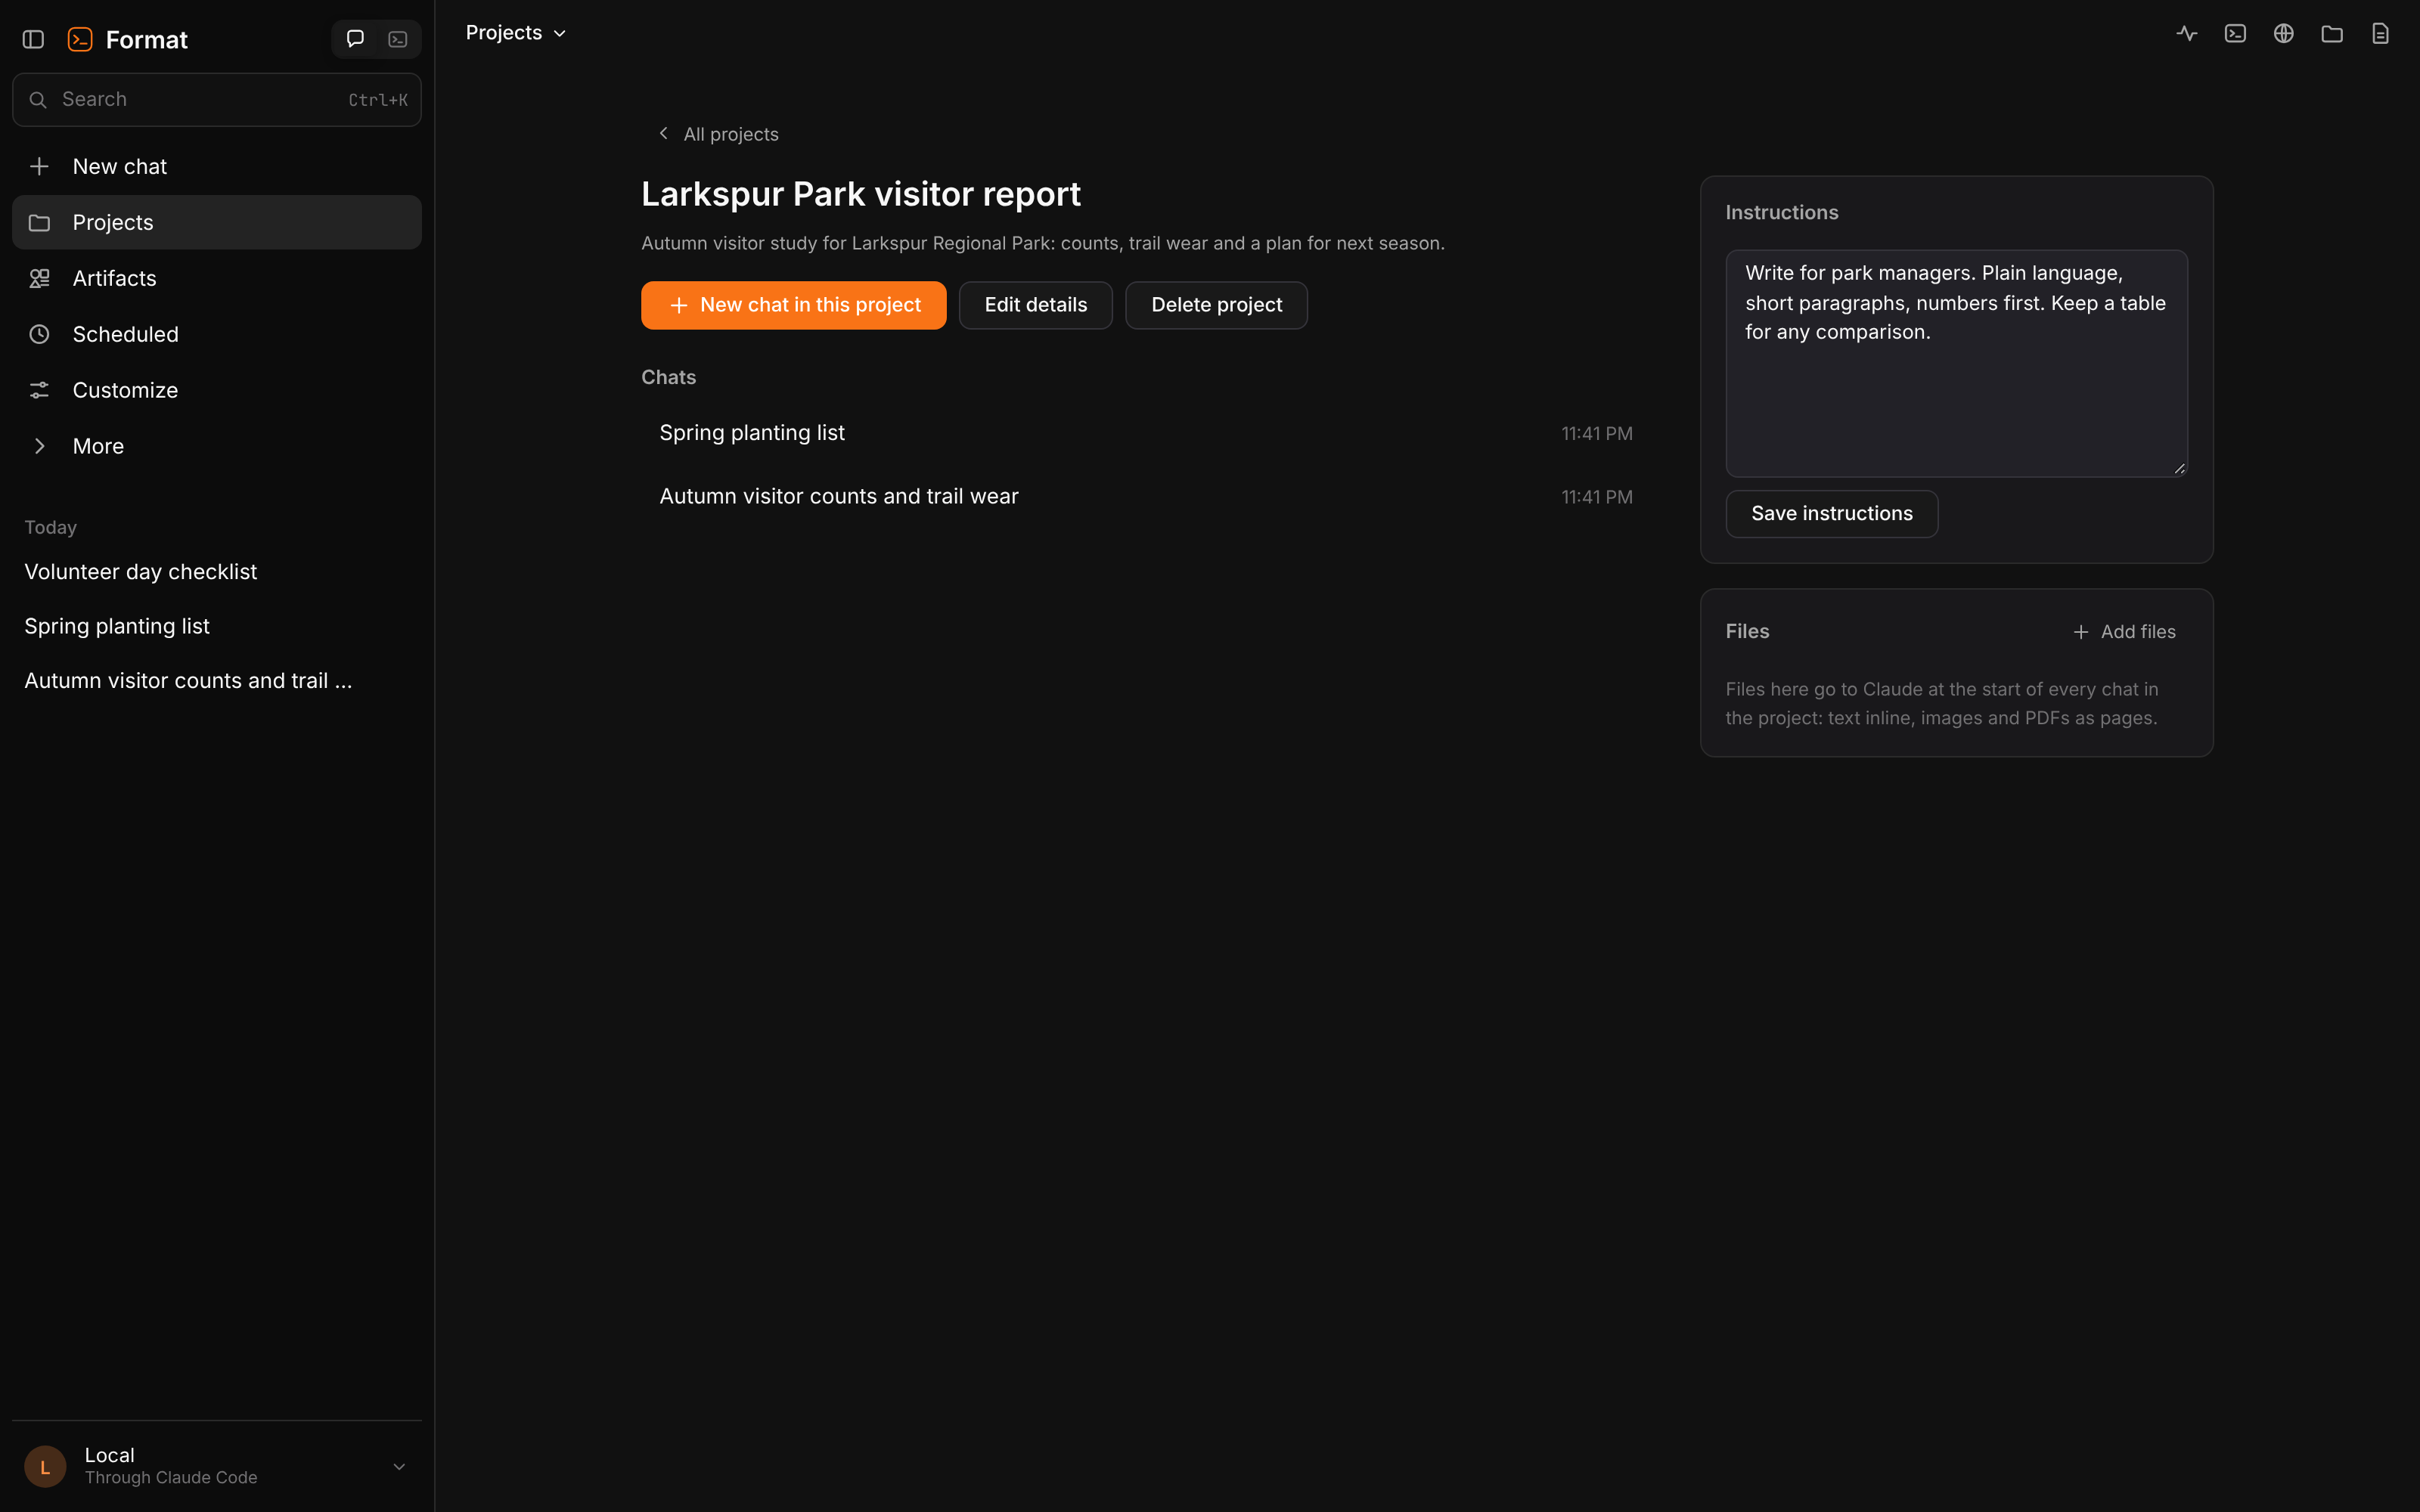 Format
Search
Ctrl+K
New chat
Projects
Artifacts
Scheduled
Customize
More
Today
Volunteer day checklist
Spring planting list
Autumn visitor counts and trail ...
L
Local
Through Claude Code
Projects
All projects
Larkspur Park visitor report
Autumn visitor study for Larkspur Regional Park: counts, trail wear and a plan for next season.
New chat in this project
Edit details
Delete project
Chats
Spring planting list
11:41 PM
Autumn visitor counts and trail wear
11:41 PM
Instructions
Write for park managers. Plain language,
short paragraphs, numbers first. Keep a table
for any comparison.
Save instructions
Files
Add files
Files here go to Claude at the start of every chat in
the project: text inline, images and PDFs as pages.